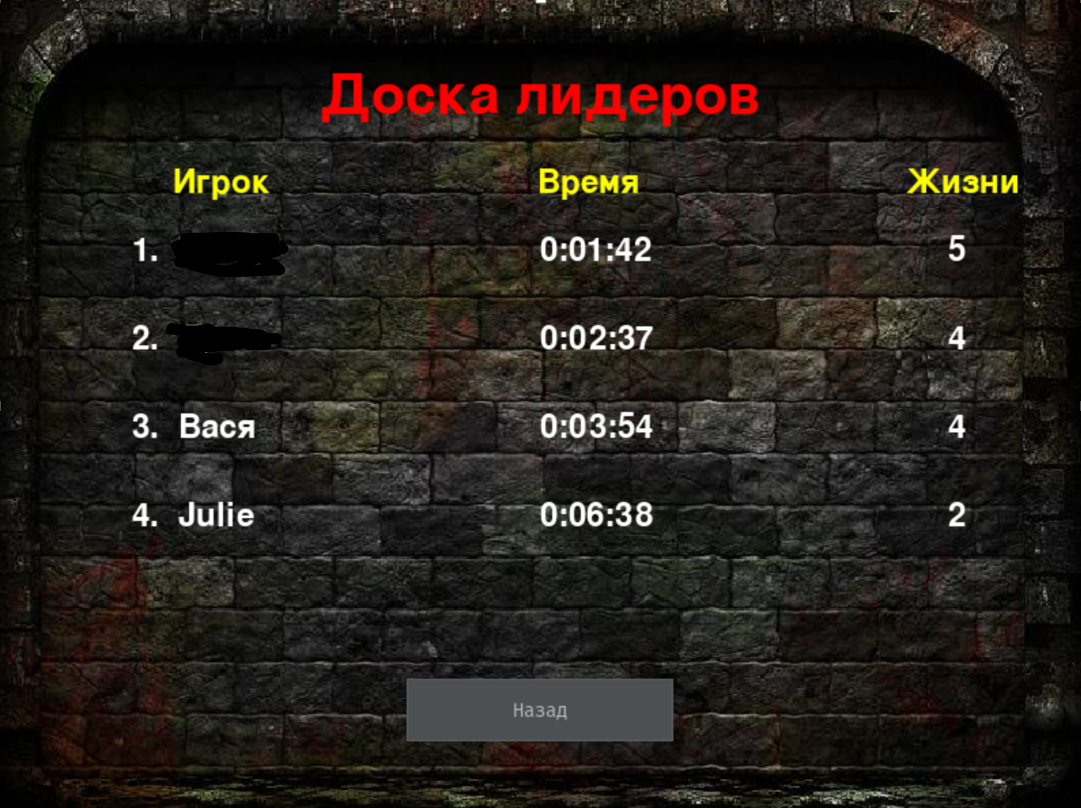 Доска лидеров
Игрок Время Жизни
1. 0:01:42 5
2. 0:02:37 4
3. Вася 0:03:54 4
4. Julie 0:06:38 2
Назад